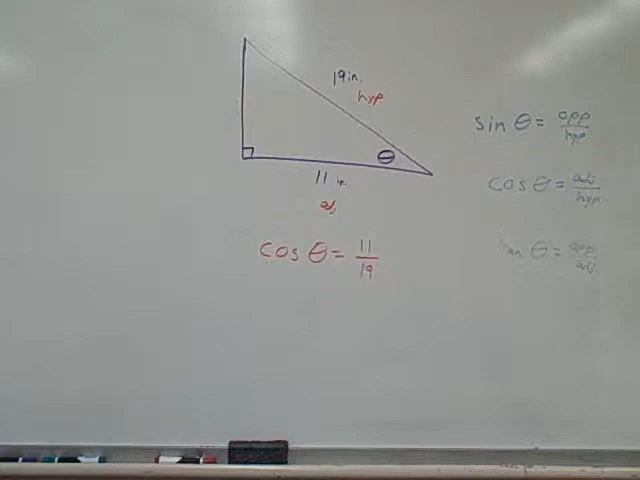 19in.
hyp
θ
11 in.
adj
cos θ = 11/19
sin θ = opp/hyp
cos θ = adj/hyp
tan θ = opp/adj